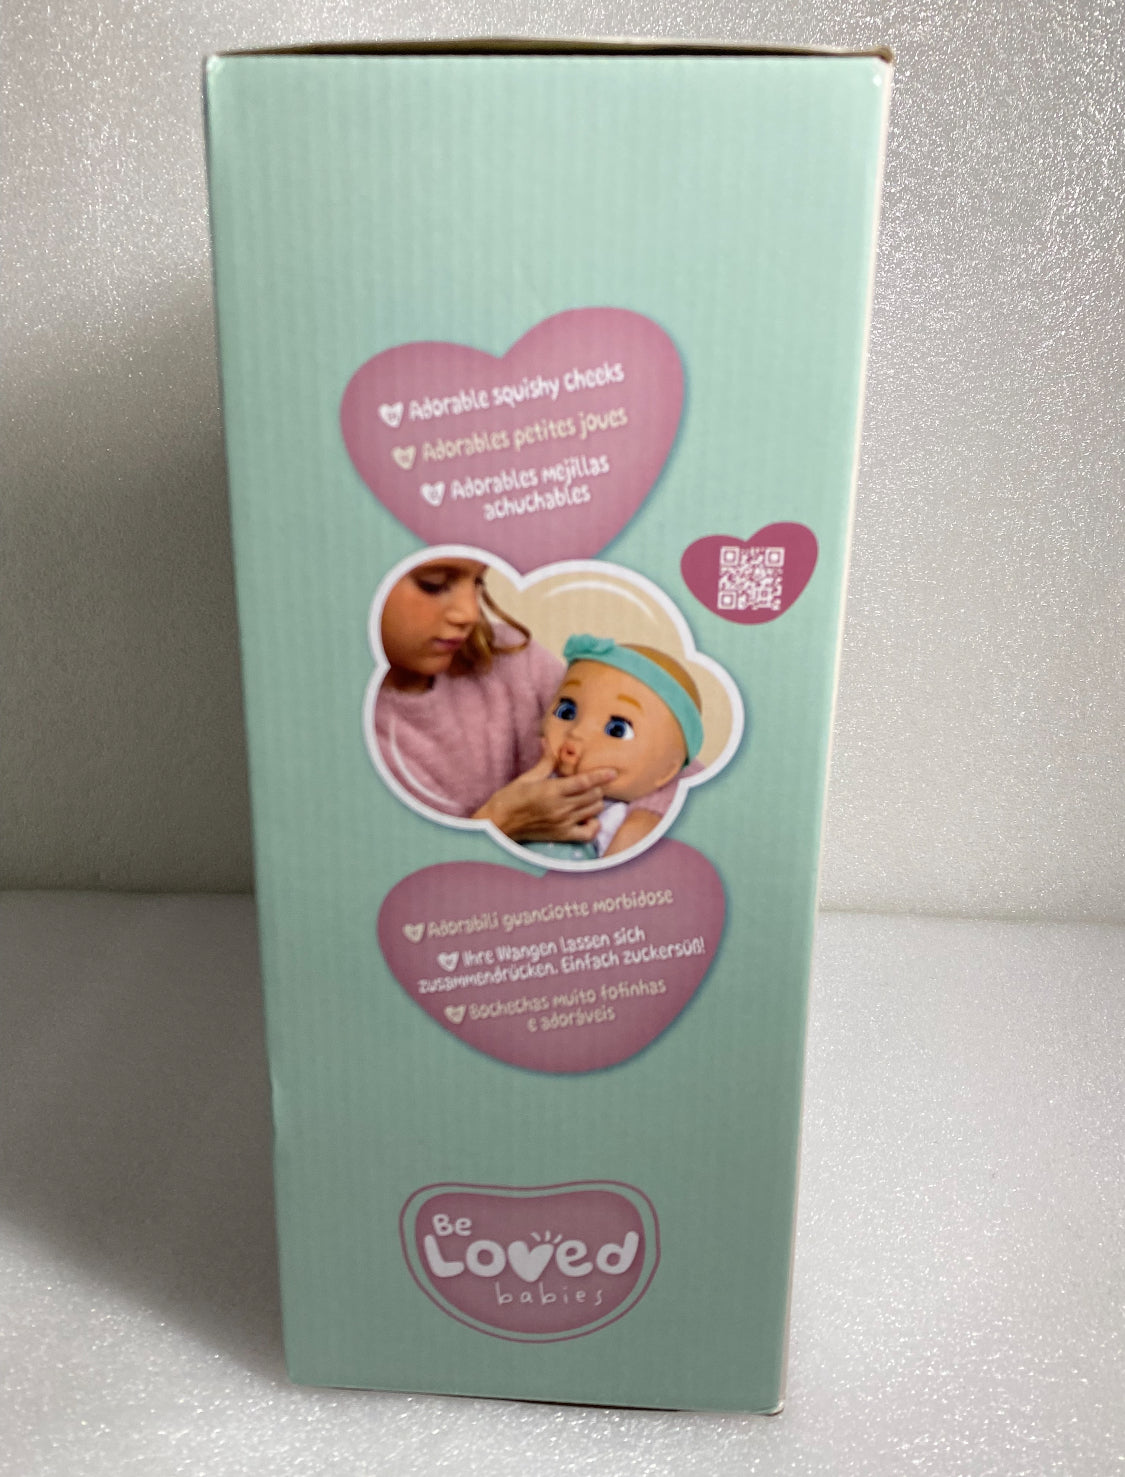 Adorable squishy cheeks
Adorables petites joues
Adorables mejillas
achuchables
Adorabili guanciotte morbidose
Ihre Wangen lassen sich
zusammendrücken. Einfach zuckersüß!
Bochechas muito fofinhas
e adoráveis
Be
Loved
babies